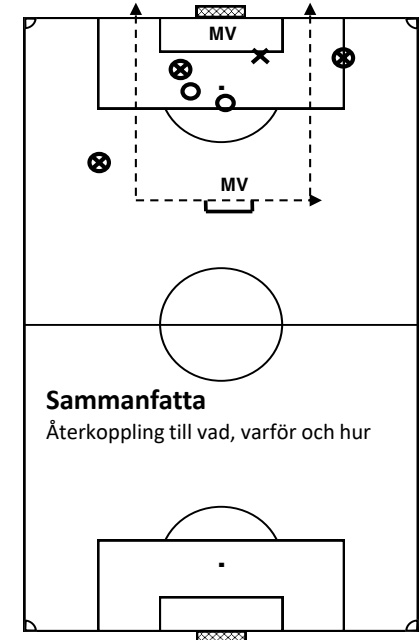 MV
MV
Sammanfatta
Återkoppling till vad, varför och hur